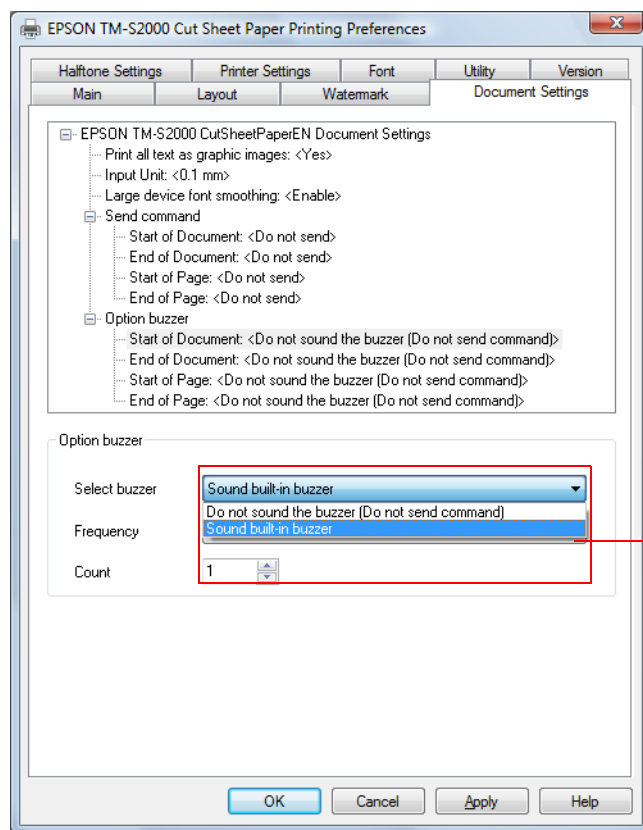 EPSON TM-S2000 Cut Sheet Paper Printing Preferences
Halftone Settings Printer Settings Font Utility Version
Main Layout Watermark Document Settings
EPSON TM-S2000 CutSheetPaperEN Document Settings
Print all text as graphic images: <Yes>
Input Unit: <0.1 mm>
Large device font smoothing: <Enable>
Send command
Start of Document: <Do not send>
End of Document: <Do not send>
Start of Page: <Do not send>
End of Page: <Do not send>
Option buzzer
Start of Document: <Do not sound the buzzer (Do not send command)>
End of Document: <Do not sound the buzzer (Do not send command)>
Start of Page: <Do not sound the buzzer (Do not send command)>
End of Page: <Do not sound the buzzer (Do not send command)>
Option buzzer
Select buzzer Sound built-in buzzer
Do not sound the buzzer (Do not send command)
Frequency Sound built-in buzzer
Count 1
OK Cancel Apply Help